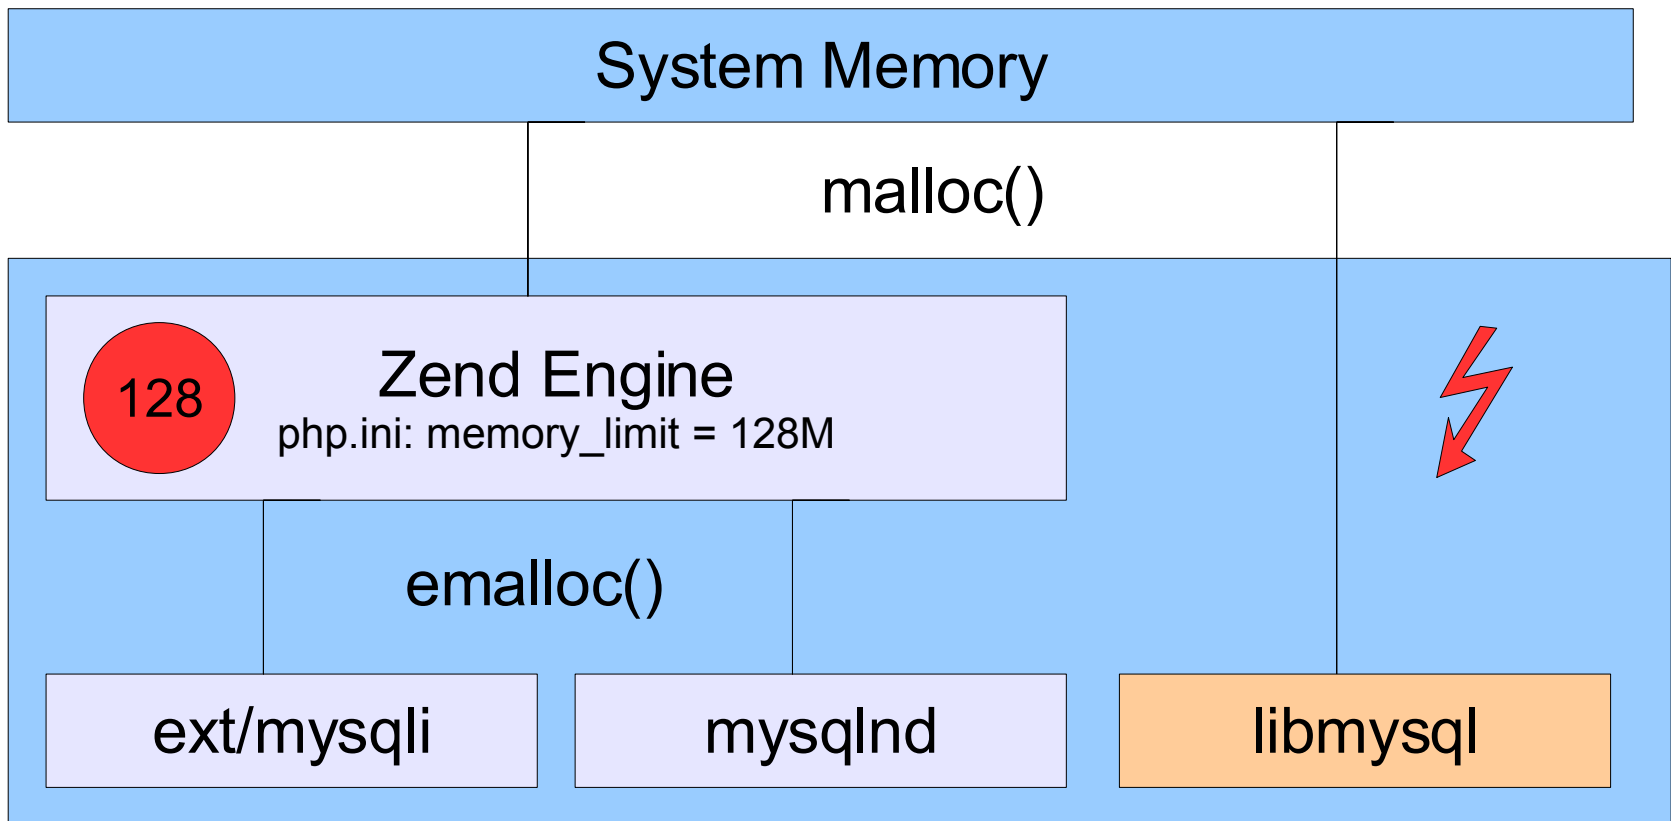 System Memory
malloc()
128
Zend Engine
php.ini: memory_limit = 128M
emalloc()
ext/mysqli
mysqlnd
libmysql